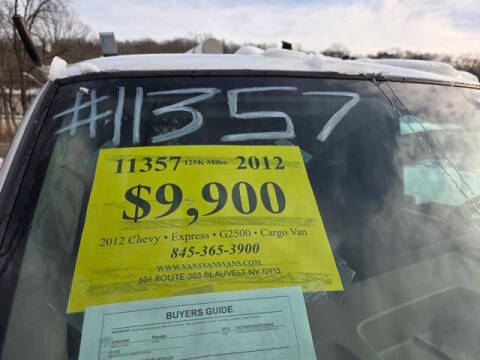 #11357
11357 125K Miles 2012
$9,900
2012 Chevy • Express • G2500 • Cargo Van
845-365-3900
WWW.VANSVANSVANS.COM
606 ROUTE 303 BLAUVELT NY 10913
BUYERS GUIDE